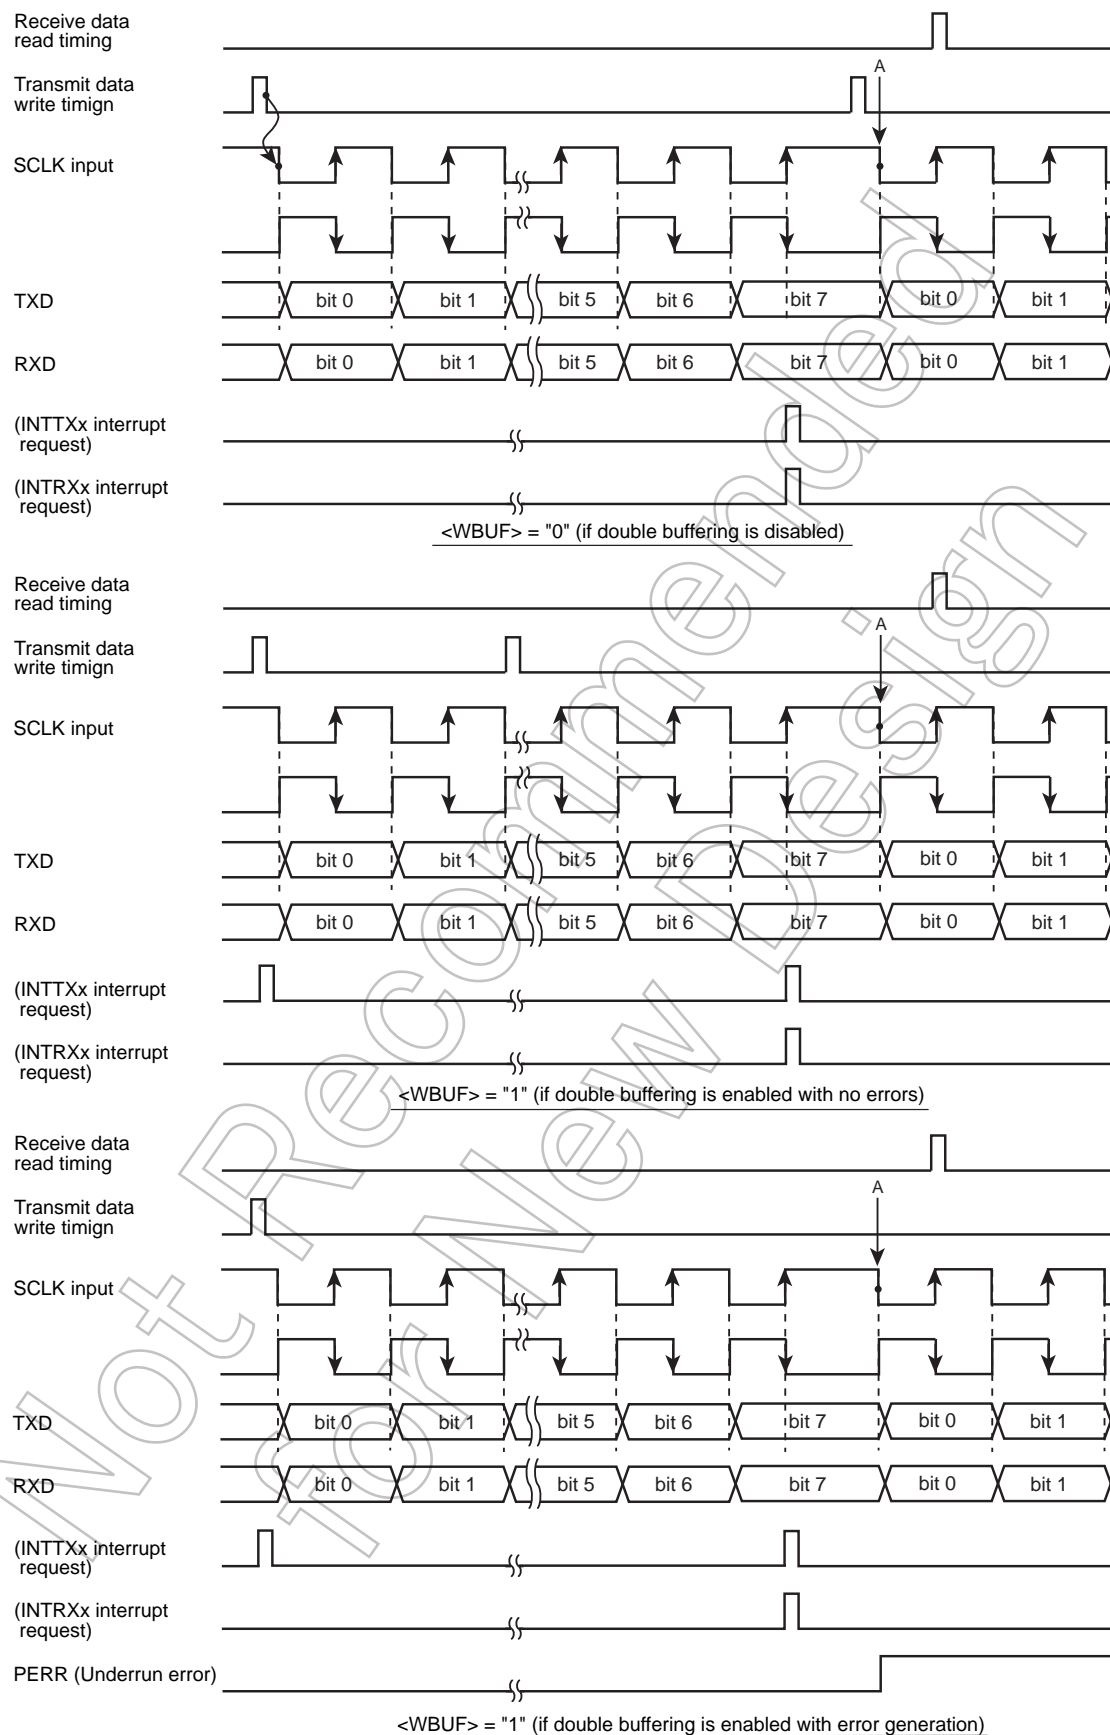 Receive data
read timing
Transmit data
write timign
A
SCLK input
TXD bit 0 bit 1 bit 5 bit 6 bit 7 bit 0 bit 1
RXD bit 0 bit 1 bit 5 bit 6 bit 7 bit 0 bit 1
(INTTXx interrupt
request)
(INTRXx interrupt
request)
<WBUF> = "0" (if double buffering is disabled)
Receive data
read timing
Transmit data
write timign
A
SCLK input
TXD bit 0 bit 1 bit 5 bit 6 bit 7 bit 0 bit 1
RXD bit 0 bit 1 bit 5 bit 6 bit 7 bit 0 bit 1
(INTTXx interrupt
request)
(INTRXx interrupt
request)
<WBUF> = "1" (if double buffering is enabled with no errors)
Receive data
read timing
Transmit data
write timign
A
SCLK input
TXD bit 0 bit 1 bit 5 bit 6 bit 7 bit 0 bit 1
RXD bit 0 bit 1 bit 5 bit 6 bit 7 bit 0 bit 1
(INTTXx interrupt
request)
(INTRXx interrupt
request)
PERR (Underrun error)
<WBUF> = "1" (if double buffering is enabled with error generation)
Not Recommended
for New Design